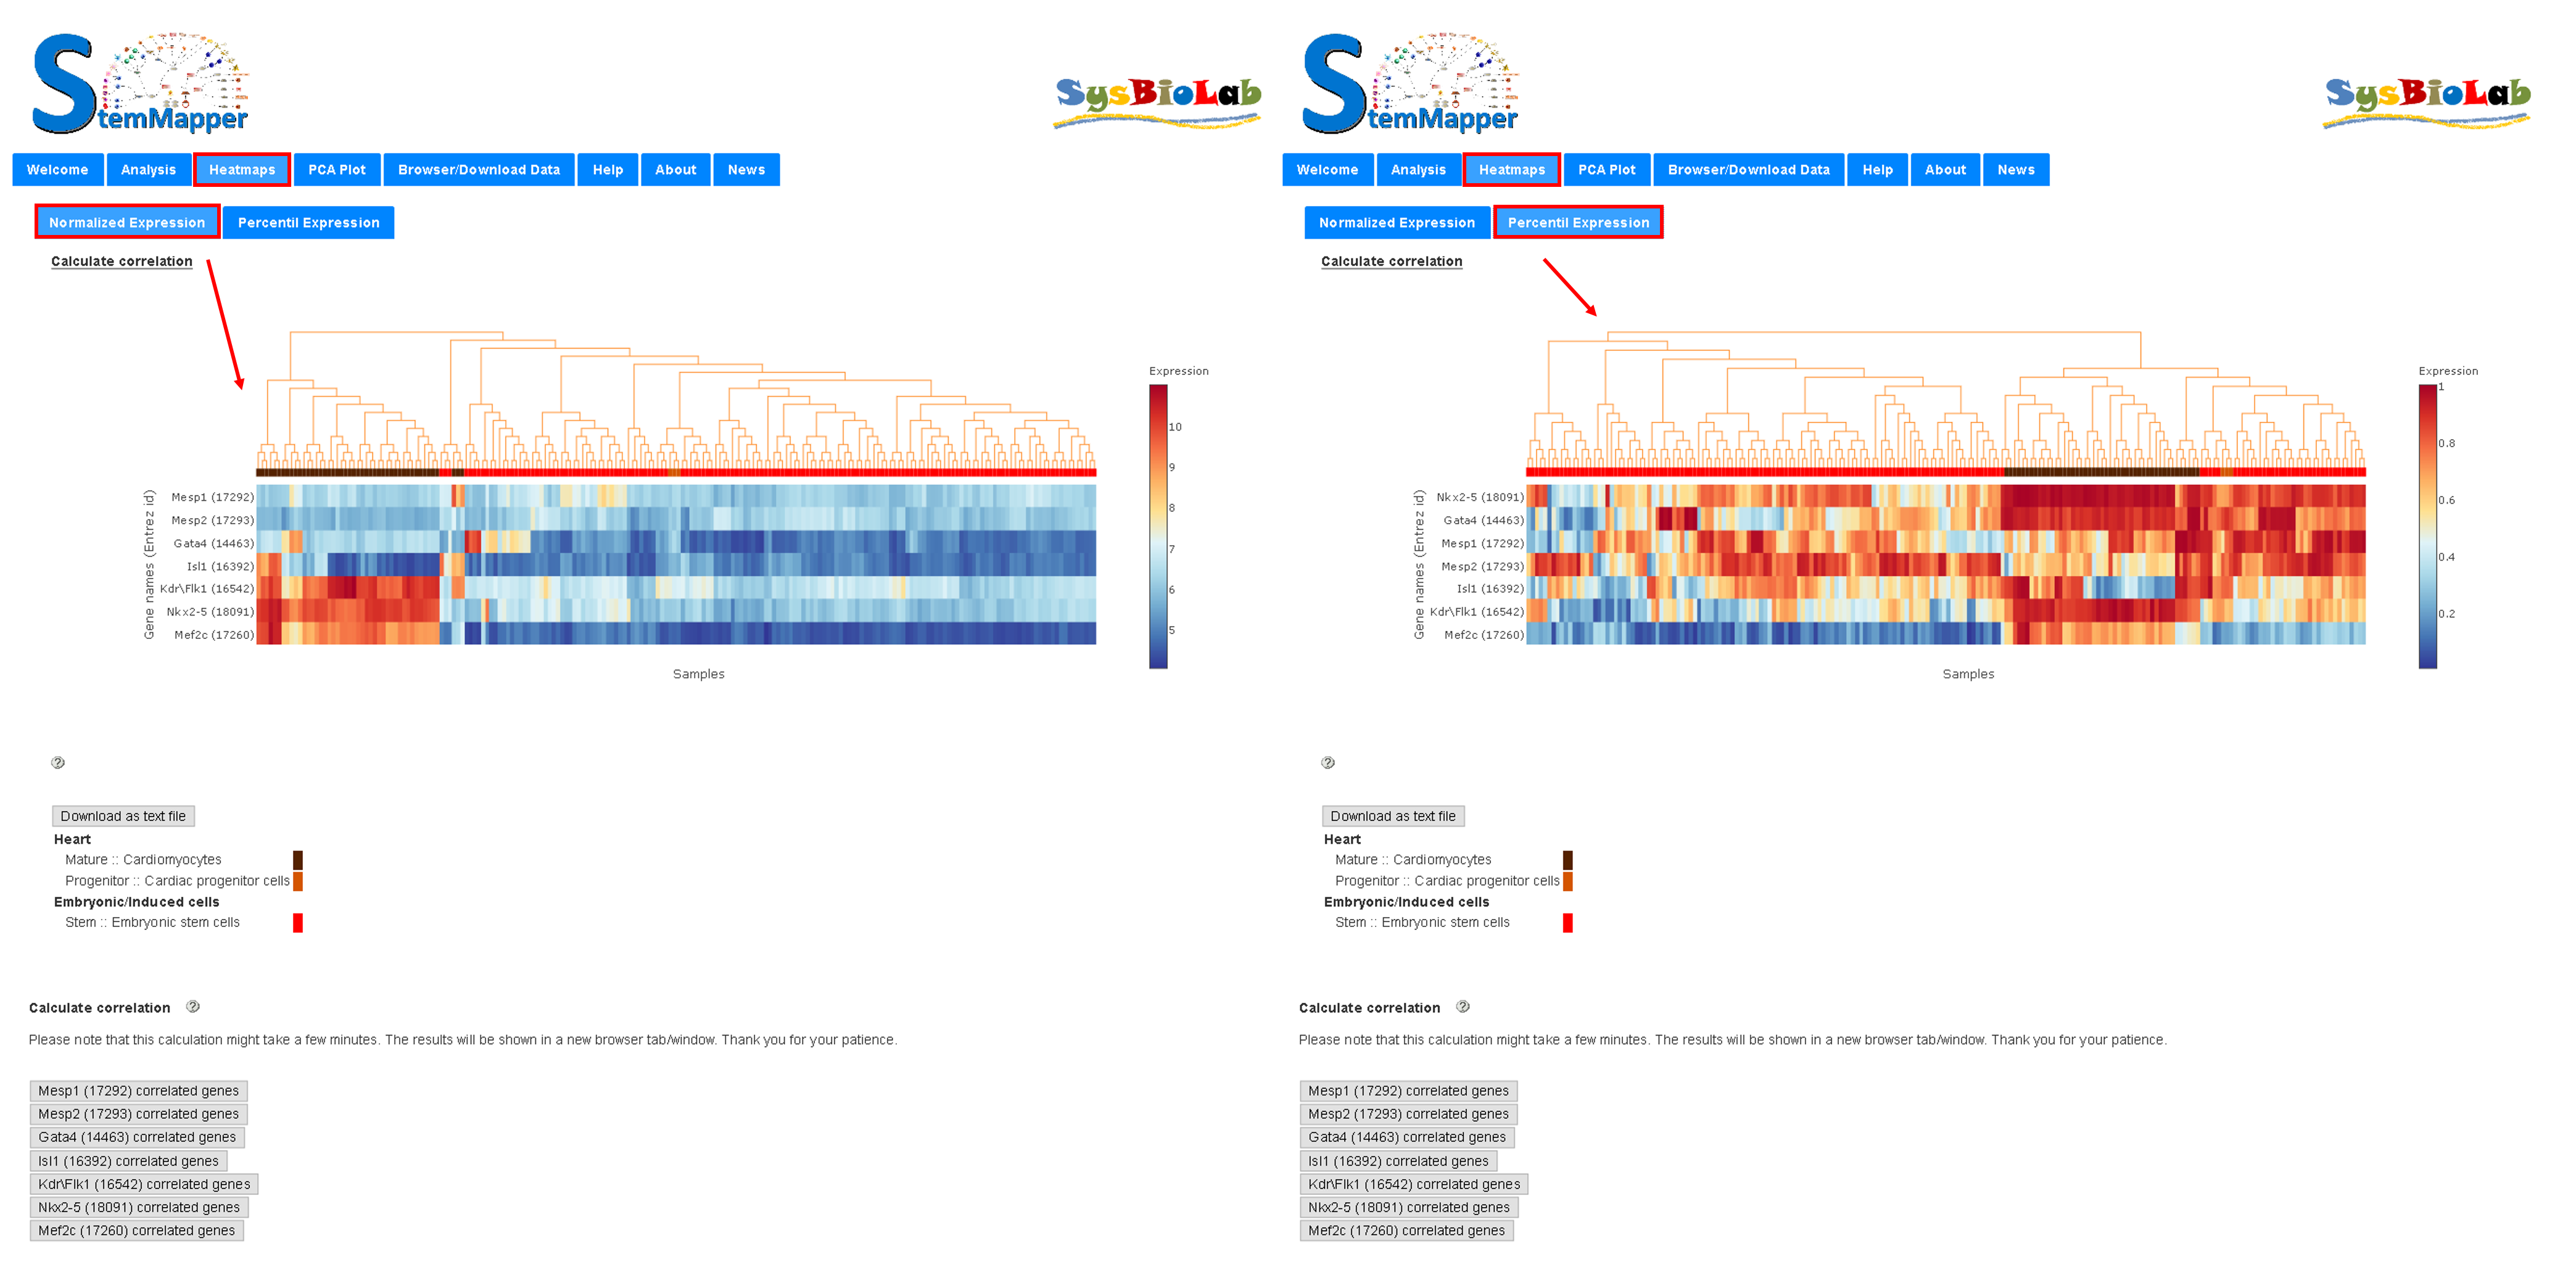 StemMapper
SysBioLab
Welcome Analysis Heatmaps PCA Plot Browser/Download Data Help About News
Normalized Expression Percentil Expression
Calculate correlation
Expression
10
9
8
7
6
5
Gene names (Entrez id)
Mesp1 (17292)
Mesp2 (17293)
Gata4 (14463)
Isl1 (16392)
Kdr\Flk1 (16542)
Nkx2-5 (18091)
Mef2c (17260)
Samples
?
Download as text file
Heart
Mature :: Cardiomyocytes
Progenitor :: Cardiac progenitor cells
Embryonic/Induced cells
Stem :: Embryonic stem cells
Calculate correlation ?
Please note that this calculation might take a few minutes. The results will be shown in a new browser tab/window. Thank you for your patience.
Mesp1 (17292) correlated genes
Mesp2 (17293) correlated genes
Gata4 (14463) correlated genes
Isl1 (16392) correlated genes
Kdr\Flk1 (16542) correlated genes
Nkx2-5 (18091) correlated genes
Mef2c (17260) correlated genes
StemMapper
SysBioLab
Welcome Analysis Heatmaps PCA Plot Browser/Download Data Help About News
Normalized Expression Percentil Expression
Calculate correlation
Expression
1
0.8
0.6
0.4
0.2
Gene names (Entrez id)
Nkx2-5 (18091)
Gata4 (14463)
Mesp1 (17292)
Mesp2 (17293)
Isl1 (16392)
Kdr\Flk1 (16542)
Mef2c (17260)
Samples
?
Download as text file
Heart
Mature :: Cardiomyocytes
Progenitor :: Cardiac progenitor cells
Embryonic/Induced cells
Stem :: Embryonic stem cells
Calculate correlation ?
Please note that this calculation might take a few minutes. The results will be shown in a new browser tab/window. Thank you for your patience.
Mesp1 (17292) correlated genes
Mesp2 (17293) correlated genes
Gata4 (14463) correlated genes
Isl1 (16392) correlated genes
Kdr\Flk1 (16542) correlated genes
Nkx2-5 (18091) correlated genes
Mef2c (17260) correlated genes